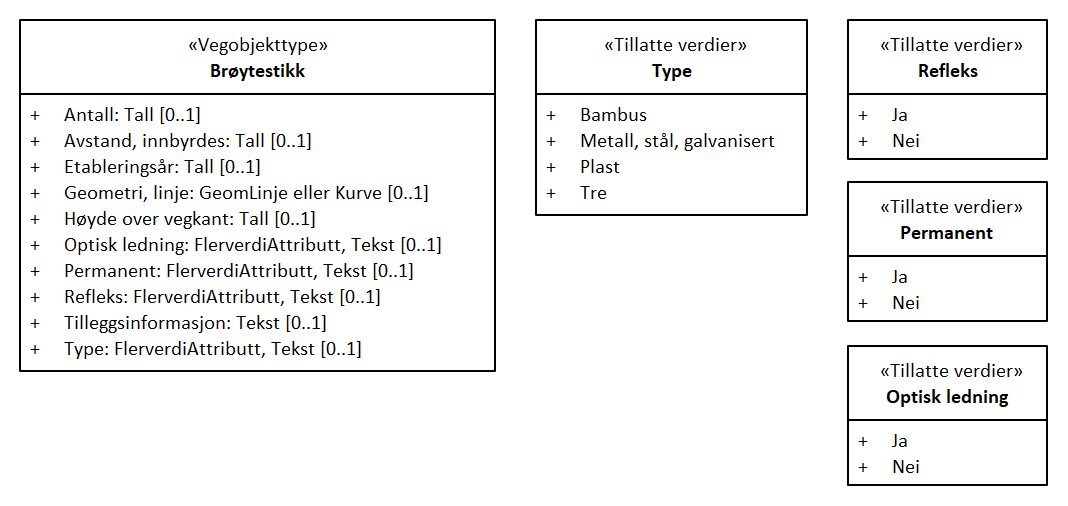 «Vegobjekttype»
Brøytestikk
+ Antall: Tall [0..1]
+ Avstand, innbyrdes: Tall [0..1]
+ Etableringsår: Tall [0..1]
+ Geometri, linje: GeomLinje eller Kurve [0..1]
+ Høyde over vegkant: Tall [0..1]
+ Optisk ledning: FlerverdiAttributt, Tekst [0..1]
+ Permanent: FlerverdiAttributt, Tekst [0..1]
+ Refleks: FlerverdiAttributt, Tekst [0..1]
+ Tilleggsinformasjon: Tekst [0..1]
+ Type: FlerverdiAttributt, Tekst [0..1]
«Tillatte verdier»
Type
+ Bambus
+ Metall, stål, galvanisert
+ Plast
+ Tre
«Tillatte verdier»
Refleks
+ Ja
+ Nei
«Tillatte verdier»
Permanent
+ Ja
+ Nei
«Tillatte verdier»
Optisk ledning
+ Ja
+ Nei